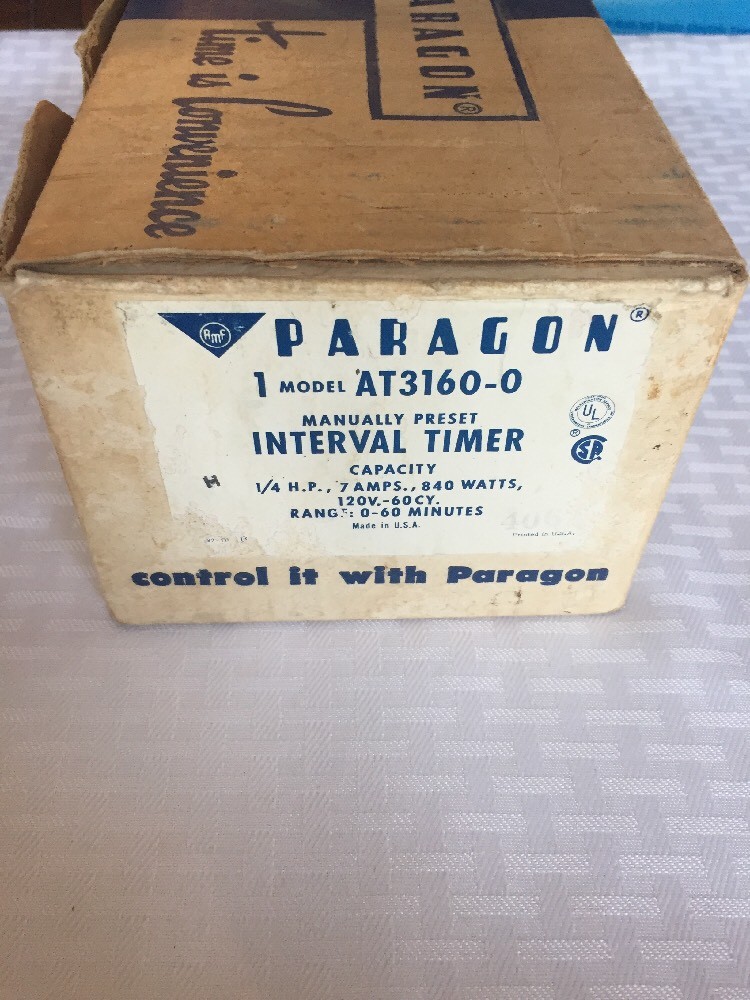 PARAGON®
time is Convenience
AMF
PARAGON®
1 MODEL AT3160-0
MANUALLY PRESET
INTERVAL TIMER
CAPACITY
1/4 H.P., 7 AMPS., 840 WATTS,
120V.-60CY.
RANGE: 0-60 MINUTES
Made in U.S.A.
Printed in U.S.A.
UL
® SP
H
control it with Paragon